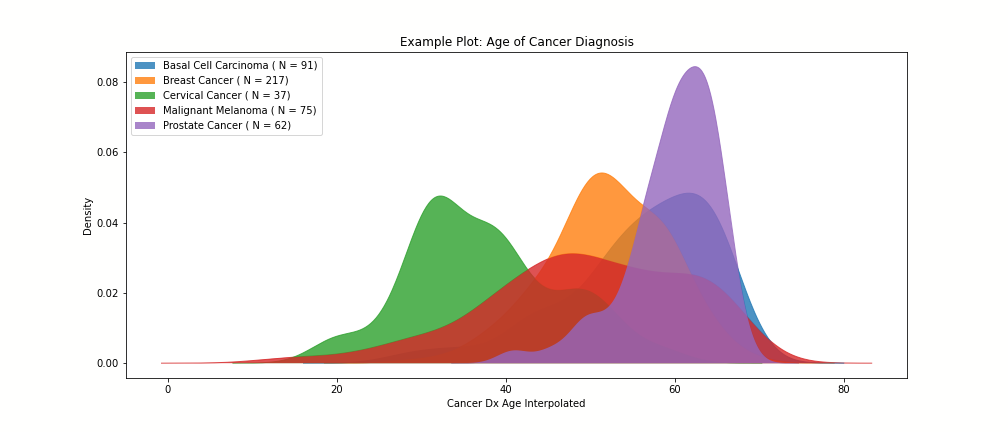 Example Plot: Age of Cancer Diagnosis
Basal Cell Carcinoma ( N = 91)
Breast Cancer ( N = 217)
Cervical Cancer ( N = 37)
Malignant Melanoma ( N = 75)
Prostate Cancer ( N = 62)
0.08
0.06
0.04
0.02
0.00
Density
0 20 40 60 80
Cancer Dx Age Interpolated